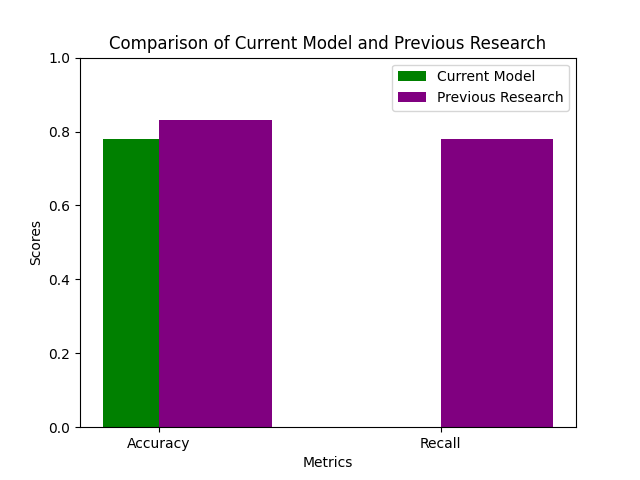 Comparison of Current Model and Previous Research
Current Model
Previous Research
1.0
0.8
0.6
0.4
0.2
0.0
Scores
Accuracy
Recall
Metrics